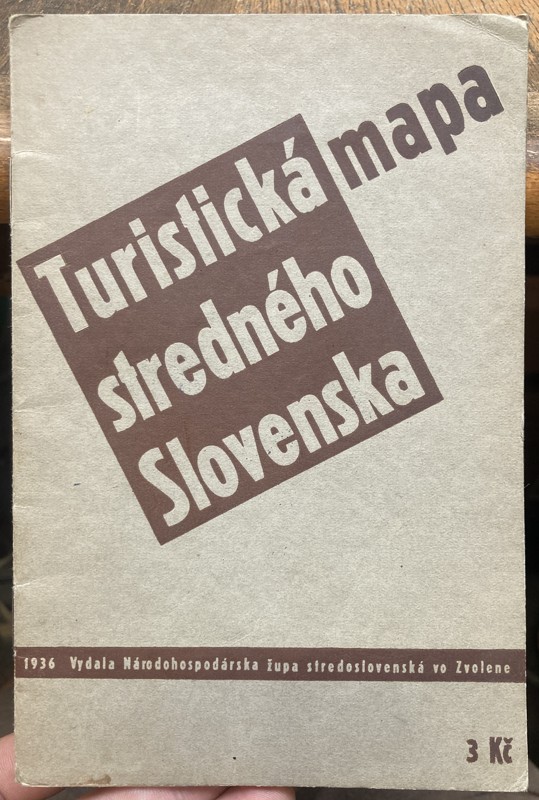 Turistická mapa
stredného
Slovenska
1936 Vydala Národohospodárska župa stredoslovenská vo Zvolene
3 Kč